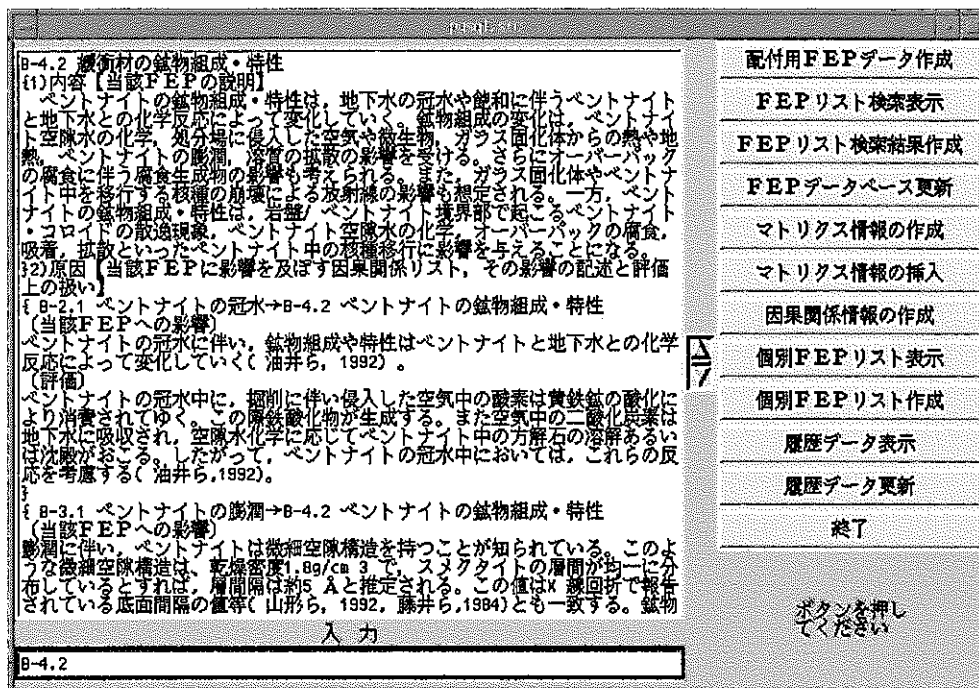 B-4.2 緩衝材の鉱物組成・特性
(1)内容【当該ＦＥＰの説明】
ベントナイトの鉱物組成・特性は，地下水の冠水や飽和に伴うベントナイト
と地下水との化学反応によって変化していく。鉱物組成の変化は，ベントナイ
ト空隙水の化学，処分場に侵入した空気や微生物，ガラス固化体からの熱や地
熱，ベントナイトの膨潤，溶質の拡散の影響を受ける。さらにオーバーパック
の腐食に伴う腐食生成物の影響も考えられる。また，ガラス固化体やベントナ
イト中を移行する核種の崩壊による放射線の影響も想定される。一方，ベント
ナイトの鉱物組成・特性は，岩盤/ ベントナイト境界部で起こるベントナイト
・コロイドの散逸現象，ベントナイト空隙水の化学，オーバーパックの腐食，
吸着，拡散といったベントナイト中の核種移行に影響を与えることになる。
}2)原因【当該ＦＥＰに影響を及ぼす因果関係リスト，その影響の記述と評価
上の扱い】
{ B-2.1 ベントナイトの冠水→B-4.2 ベントナイトの鉱物組成・特性
〔当該ＦＥＰへの影響〕
ベントナイトの冠水に伴い，鉱物組成や特性はベントナイトと地下水との化学
反応によって変化していく( 油井ら，1992) 。
〔評価〕
ベントナイトの冠水中に，掘削に伴い侵入した空気中の酸素は黄鉄鉱の酸化に
より消費されてゆく。この際鉄酸化物が生成する。また空気中の二酸化炭素は
地下水に吸収され，空隙水化学に応じてベントナイト中の方解石の溶解あるい
は沈殿がおこる。したがって，ベントナイトの冠水中においては，これらの反
応を考慮する( 油井ら,1992)。
}
{ B-3.1 ベントナイトの膨潤→B-4.2 ベントナイトの鉱物組成・特性
〔当該ＦＥＰへの影響〕
膨潤に伴い，ベントナイトは微細空隙構造を持つことが知られている。このよ
うな微細空隙構造は、乾燥密度1.8g/cm 3 で，スメクタイトの層間が均一に分
布しているとすれば，層間隔は約5 Åと推定される。この値はX 線回折で報告
されている底面間隔の値等( 山形ら，1992，藤井ら,1984)とも一致する。鉱物
入 力
B-4.2
配付用ＦＥＰデータ作成
ＦＥＰリスト検索表示
ＦＥＰリスト検索結果作成
ＦＥＰデータベース更新
マトリクス情報の作成
マトリクス情報の挿入
因果関係情報の作成
個別ＦＥＰリスト表示
個別ＦＥＰリスト作成
履歴データ表示
履歴データ更新
終了
ボタンを押し
てください